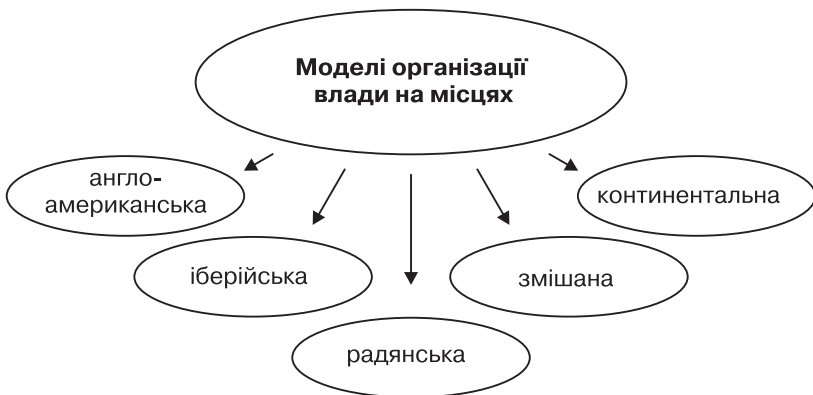 Моделі організації
влади на місцях
англо-
американська
континентальна
іберійська
змішана
радянська